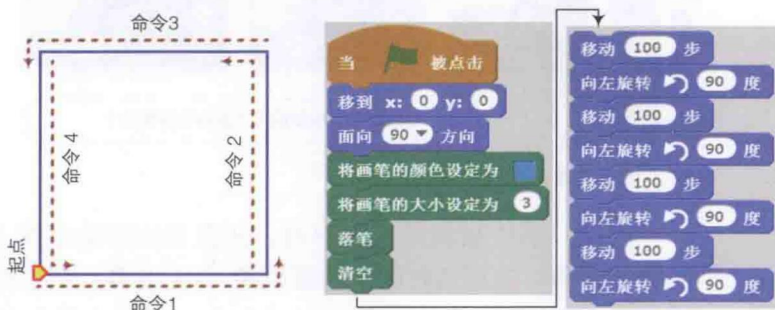 命令3
命令4
命令2
起点
命令1
当 被点击
移到 x: 0 y: 0
面向 90 方向
将画笔的颜色设定为
将画笔的大小设定为 3
落笔
清空
移动 100 步
向左旋转 90 度
移动 100 步
向左旋转 90 度
移动 100 步
向左旋转 90 度
移动 100 步
向左旋转 90 度